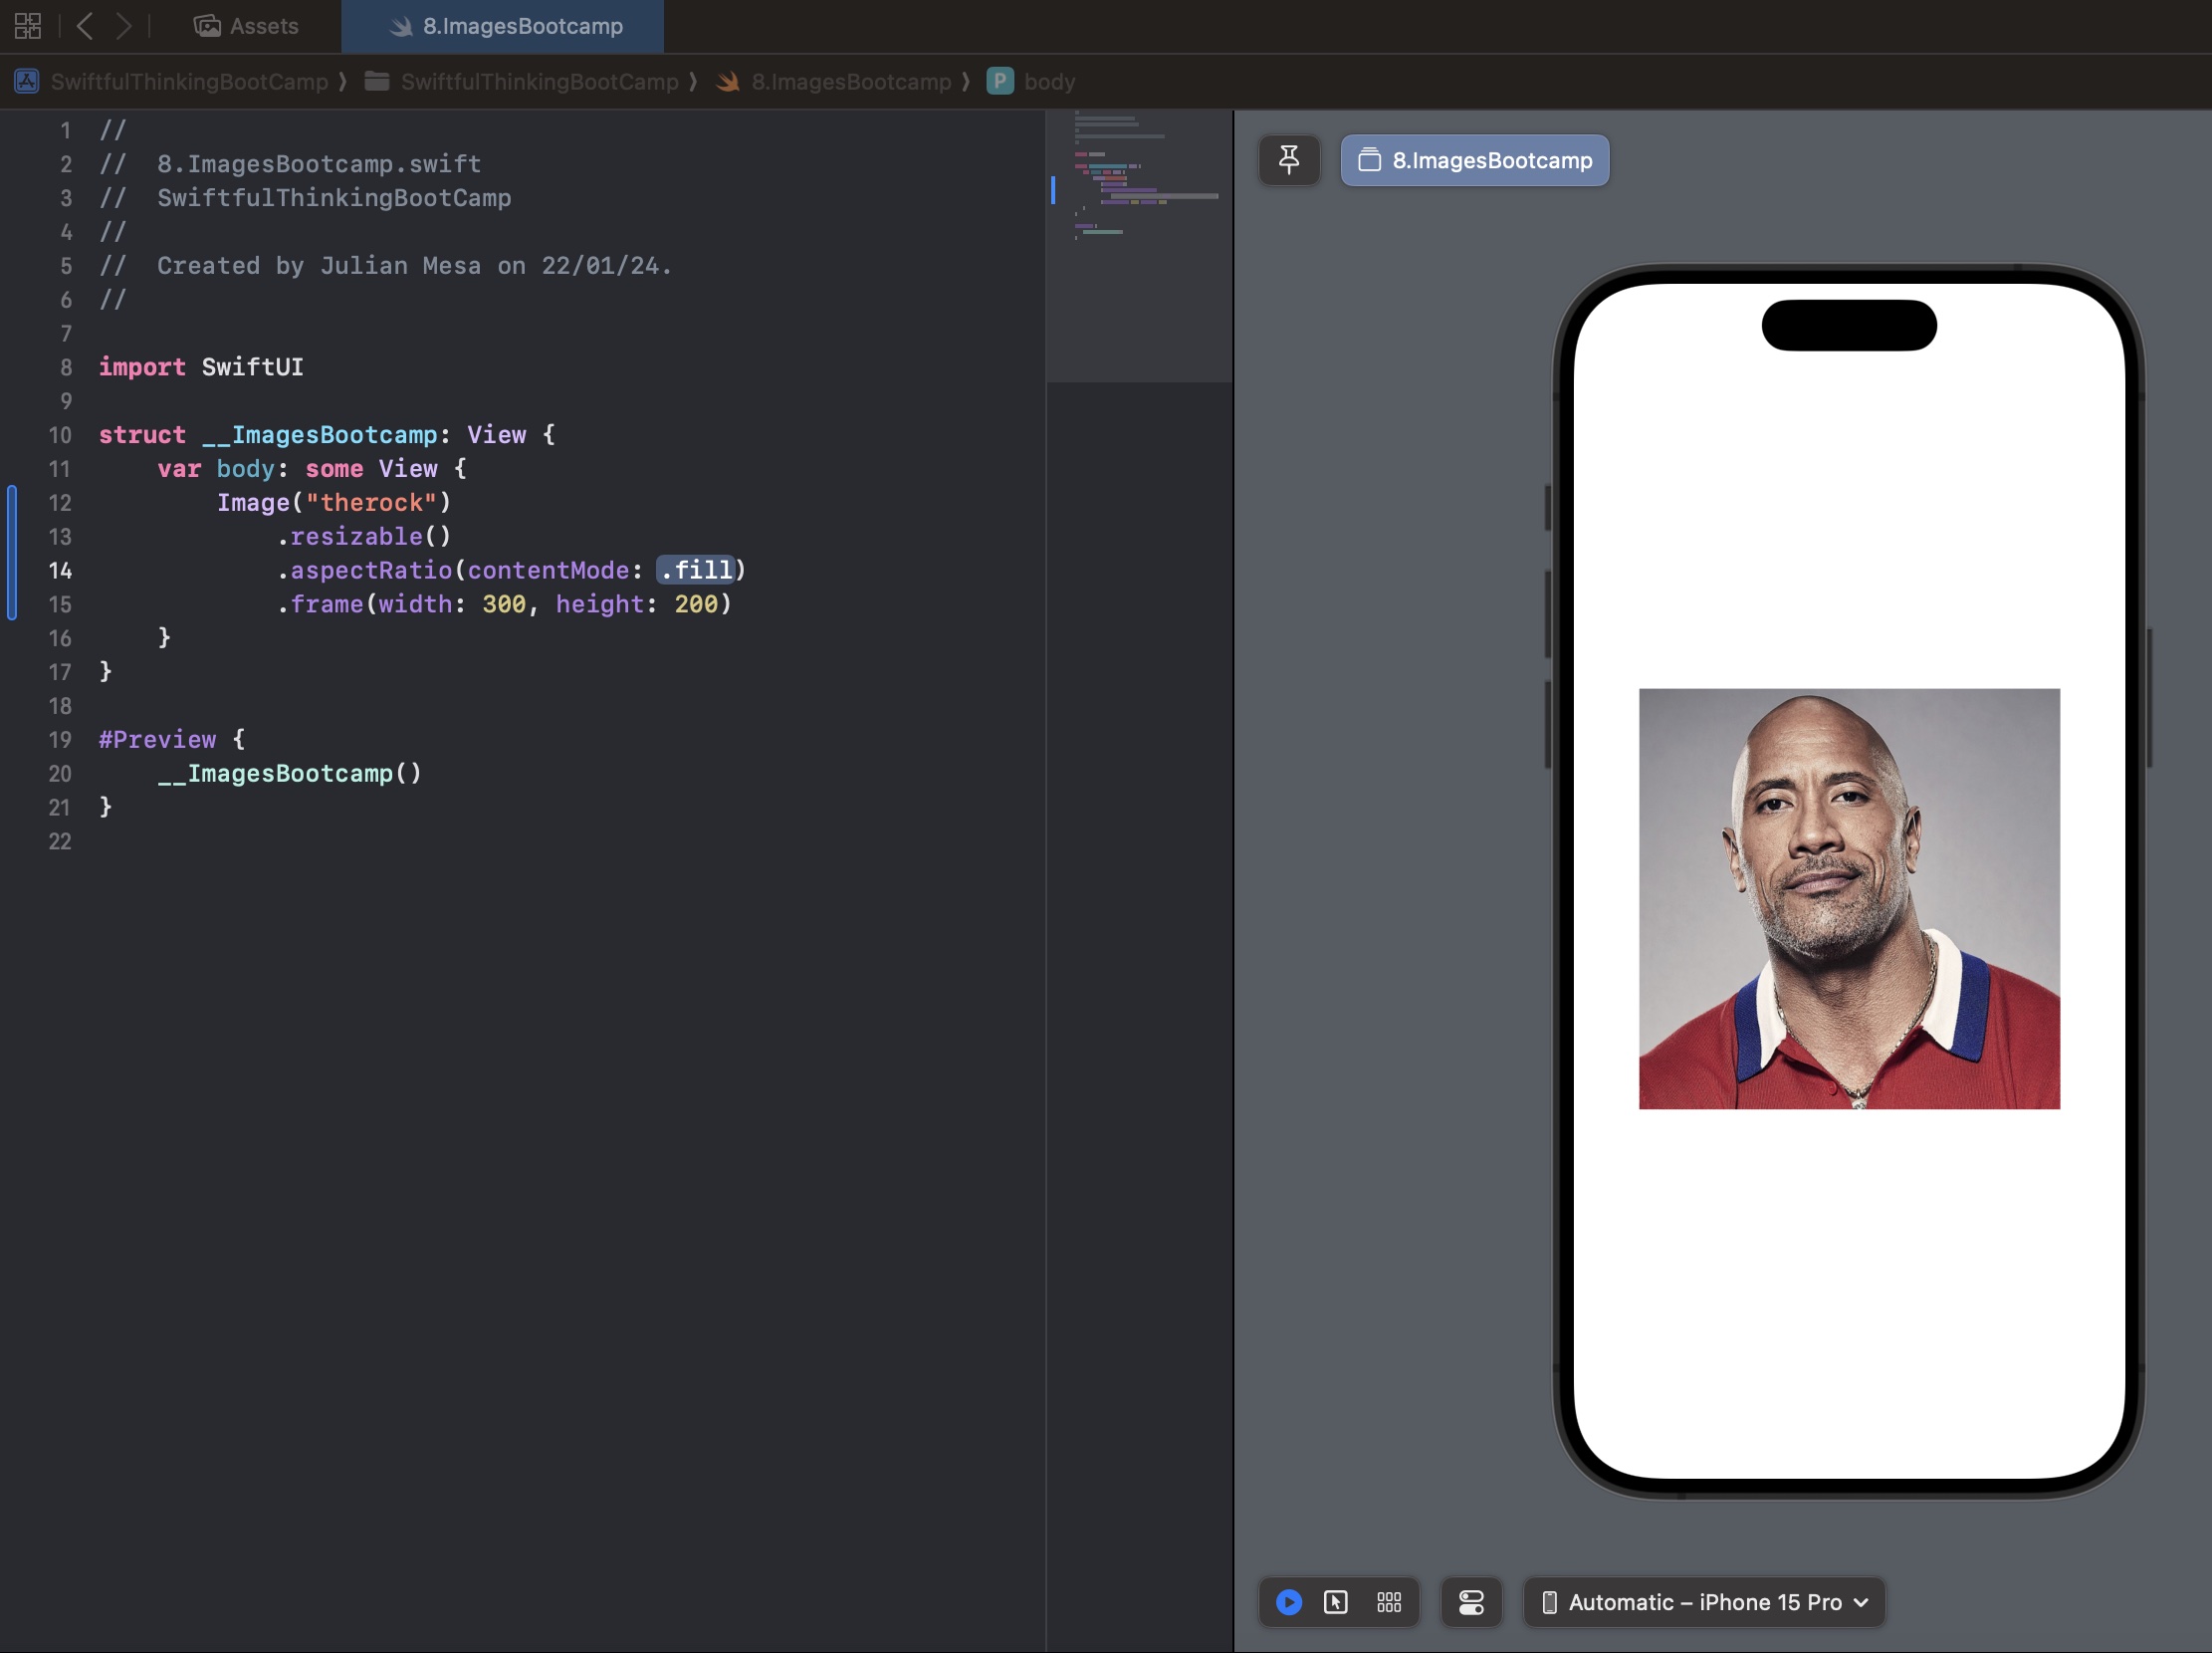 Assets
8.ImagesBootcamp
SwiftfulThinkingBootCamp ⟩ SwiftfulThinkingBootCamp ⟩ 8.ImagesBootcamp ⟩ P body
1 //
2 //  8.ImagesBootcamp.swift
3 //  SwiftfulThinkingBootCamp
4 //
5 //  Created by Julian Mesa on 22/01/24.
6 //
7
8 import SwiftUI
9
10 struct __ImagesBootcamp: View {
11     var body: some View {
12         Image("therock")
13             .resizable()
14             .aspectRatio(contentMode: .fill)
15             .frame(width: 300, height: 200)
16     }
17 }
18
19 #Preview {
20     __ImagesBootcamp()
21 }
22
8.ImagesBootcamp
Automatic – iPhone 15 Pro